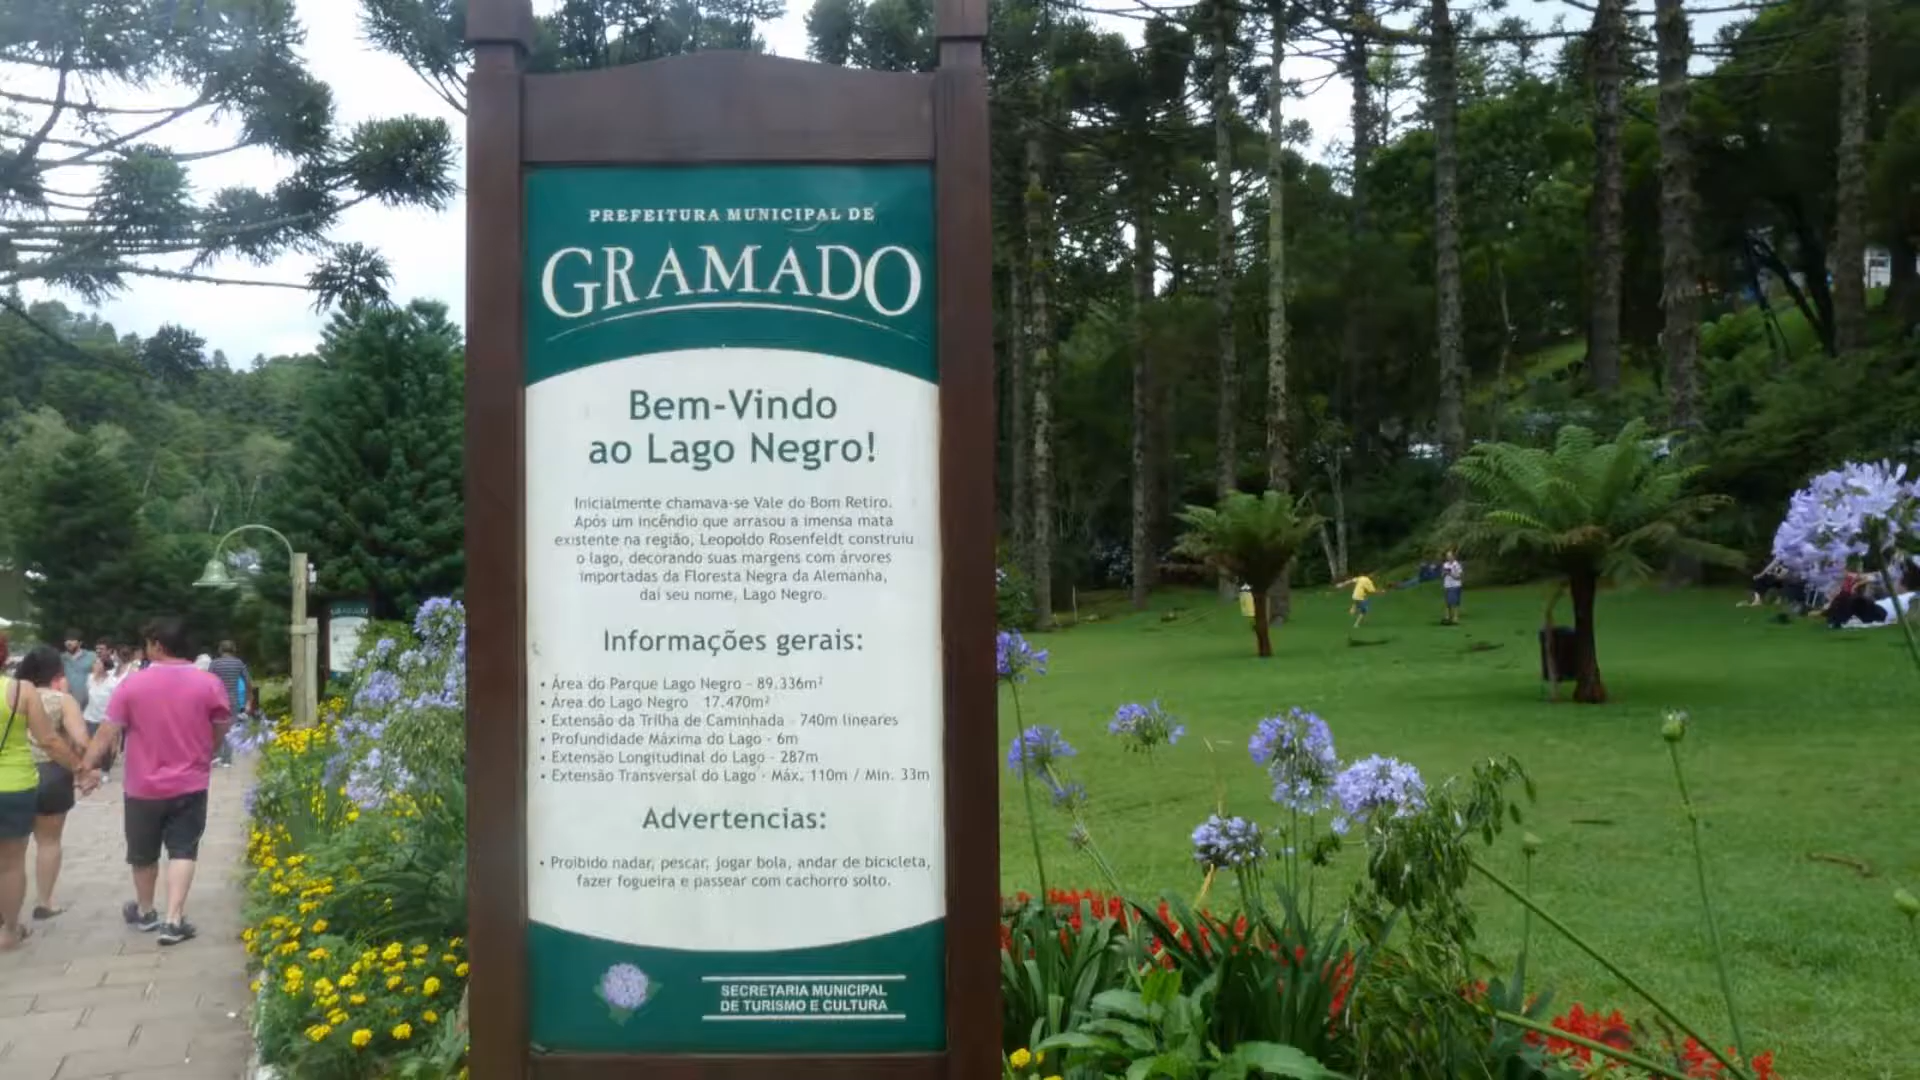 PREFEITURA MUNICIPAL DE
GRAMADO
Bem-Vindo
ao Lago Negro!
Inicialmente chamava-se Vale do Bom Retiro.
Após um incêndio que arrasou a imensa mata
existente na região, Leopoldo Rosenfeldt construiu
o lago, decorando suas margens com árvores
importadas da Floresta Negra da Alemanha,
daí seu nome, Lago Negro.
Informações gerais:
• Área do Parque Lago Negro - 89.336m²
• Área do Lago Negro - 17.470m²
• Extensão da Trilha de Caminhada - 740m lineares
• Profundidade Máxima do Lago - 6m
• Extensão Longitudinal do Lago - 287m
• Extensão Transversal do Lago - Máx. 110m / Min. 33m
Advertencias:
• Proibido nadar, pescar, jogar bola, andar de bicicleta,
fazer fogueira e passear com cachorro solto.
SECRETARIA MUNICIPAL
DE TURISMO E CULTURA
GRAMADO